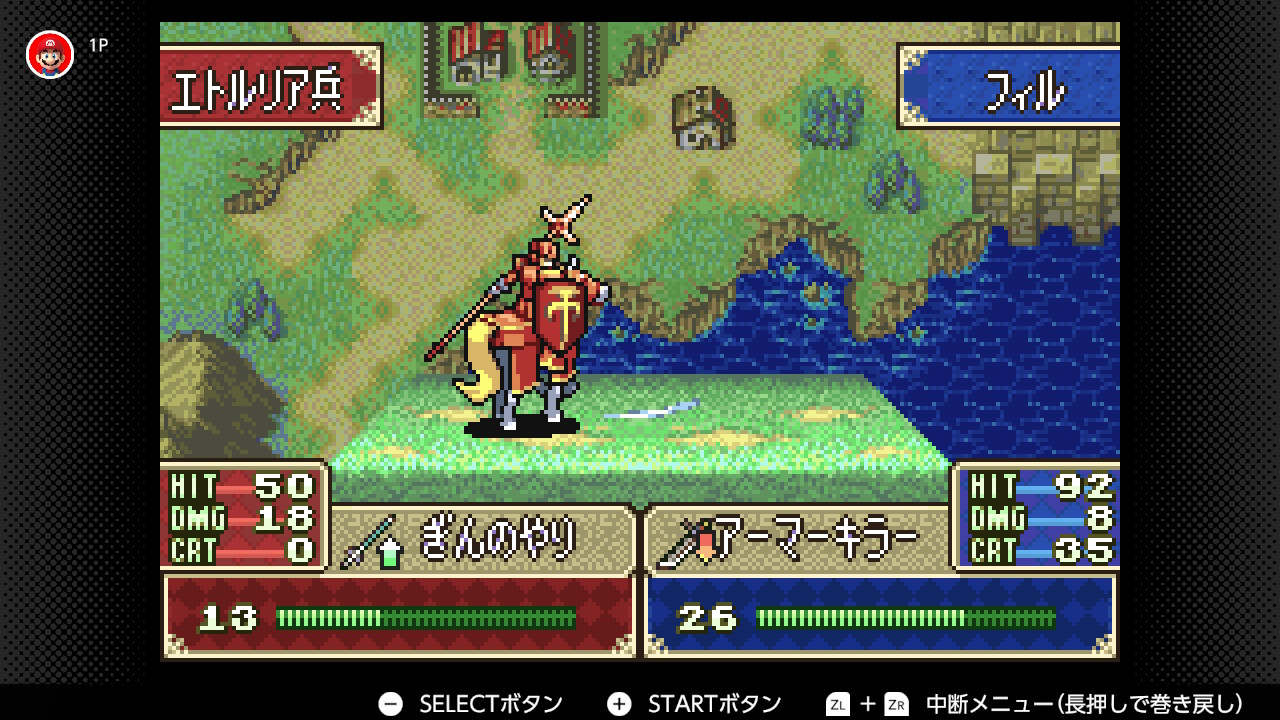 1P
エトルリア兵
フィル
HIT 50
DMG 18
CRT 0
ぎんのやり
アーマーキラー
HIT 92
DMG 8
CRT 35
13
26
SELECTボタン
STARTボタン
ZL + ZR 中断メニュー(長押しで巻き戻し)